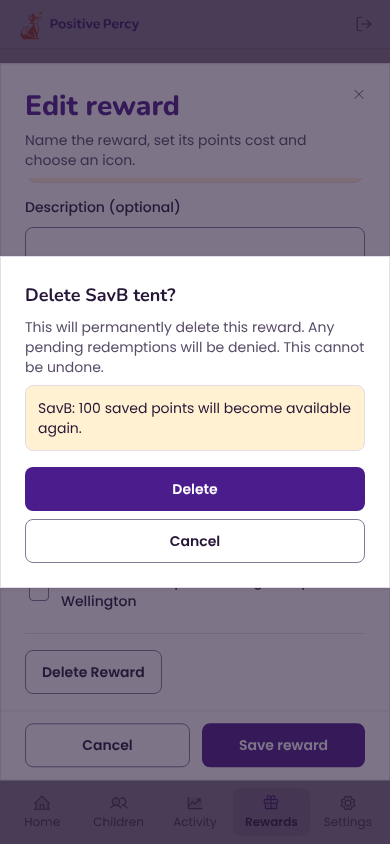 Positive Percy
Edit reward
Name the reward, set its points cost and
choose an icon.
Description (optional)
Delete SavB tent?
This will permanently delete this reward. Any
pending redemptions will be denied. This cannot
be undone.
SavB: 100 saved points will become available
again.
Delete
Cancel
Wellington
Delete Reward
Cancel
Save reward
Home
Children
Activity
Rewards
Settings